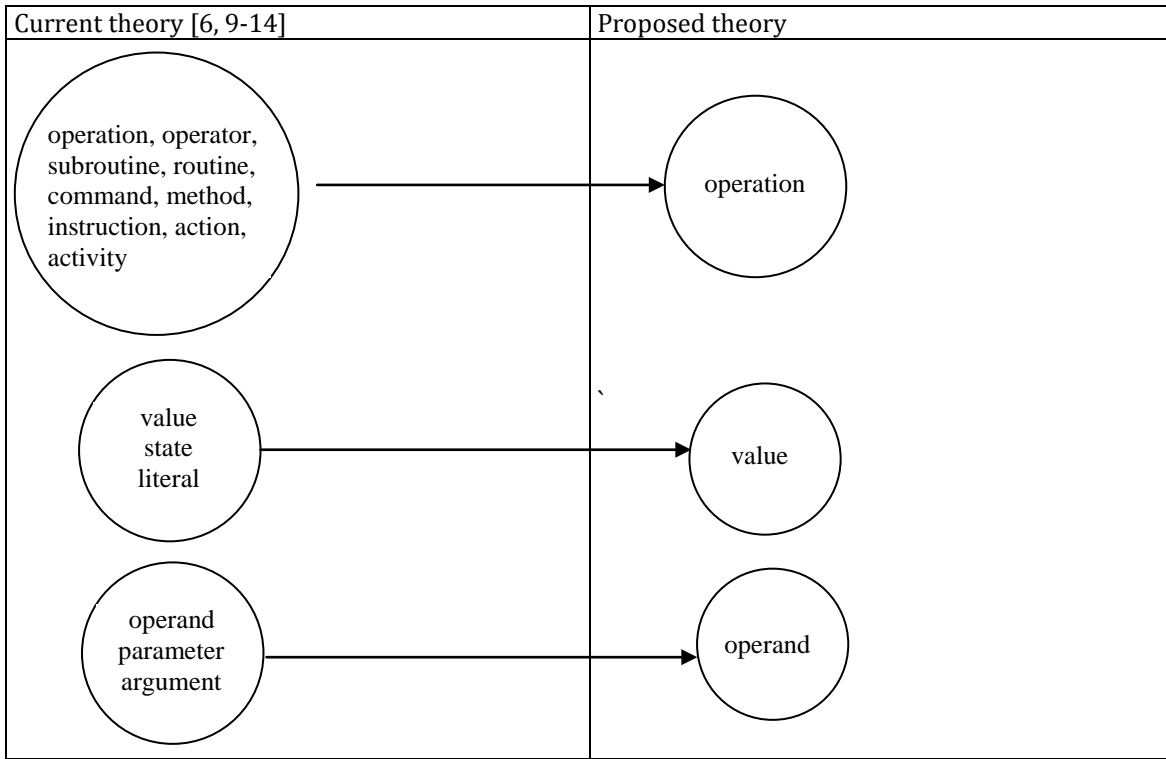 Current theory [6, 9-14]
Proposed theory
operation, operator,
subroutine, routine,
command, method,
instruction, action,
activity
operation
value
state
literal
`
value
operand
parameter
argument
operand